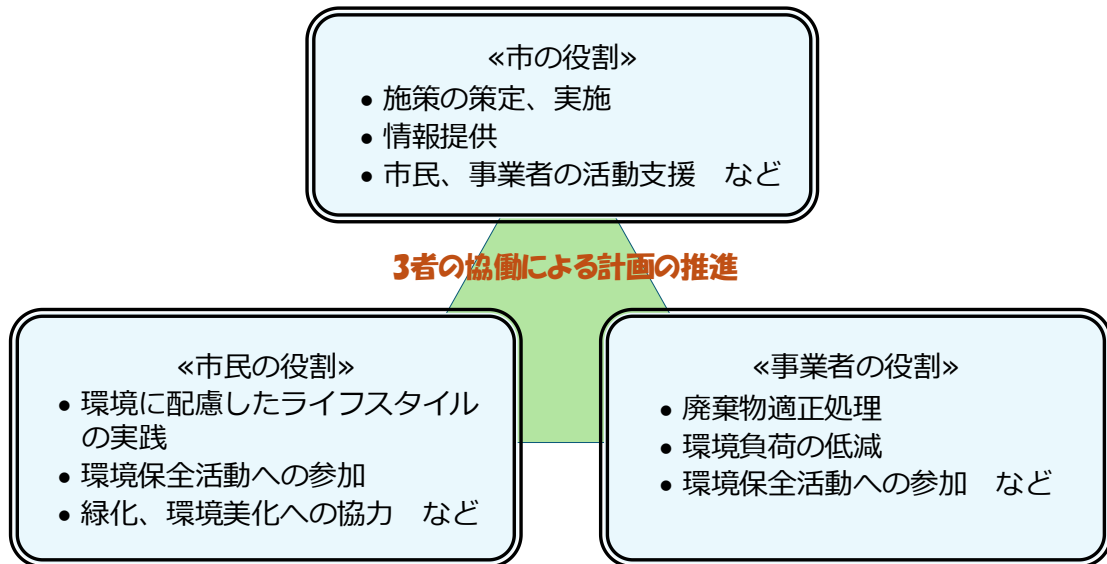 ≪市の役割≫
• 施策の策定、実施
• 情報提供
• 市民、事業者の活動支援　など
3者の協働による計画の推進
≪市民の役割≫
• 環境に配慮したライフスタイル
の実践
• 環境保全活動への参加
• 緑化、環境美化への協力　など
≪事業者の役割≫
• 廃棄物適正処理
• 環境負荷の低減
• 環境保全活動への参加　など